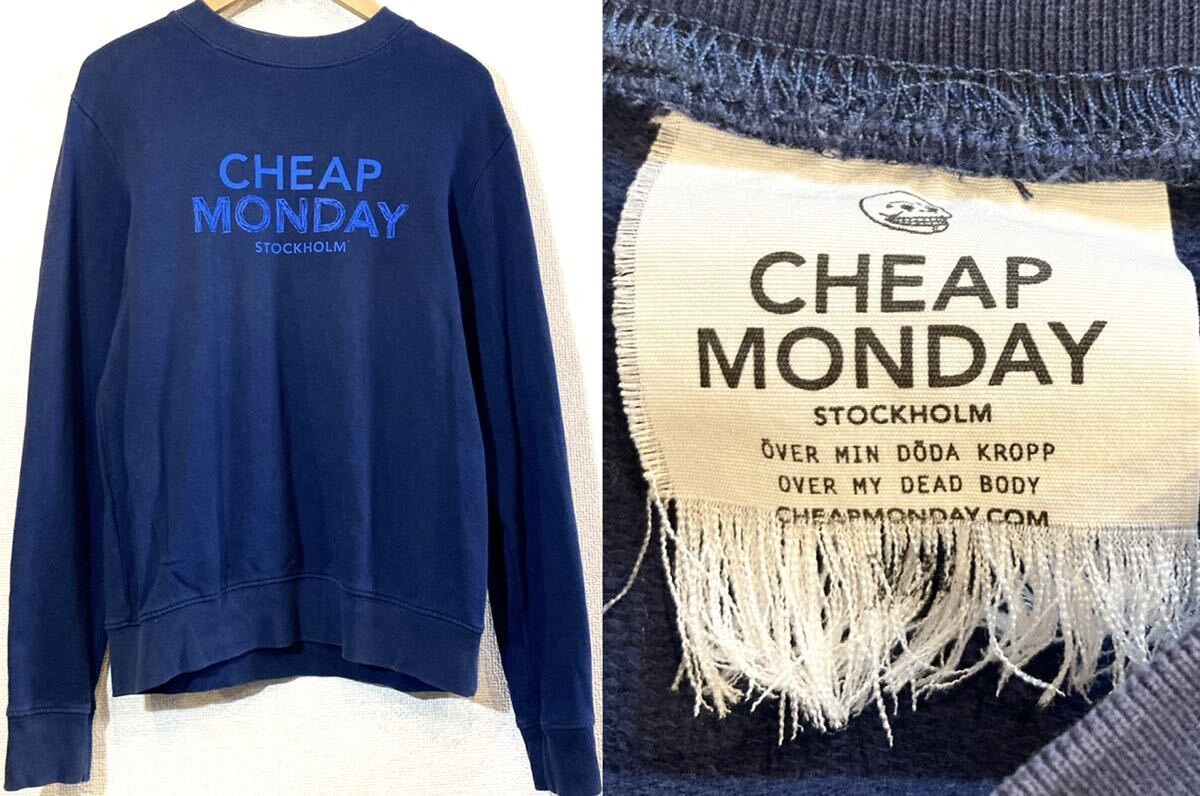 CHEAP
MONDAY
STOCKHOLM
CHEAP
MONDAY
STOCKHOLM
ÖVER MIN DÖDA KROPP
OVER MY DEAD BODY
CHEAPMONDAY.COM